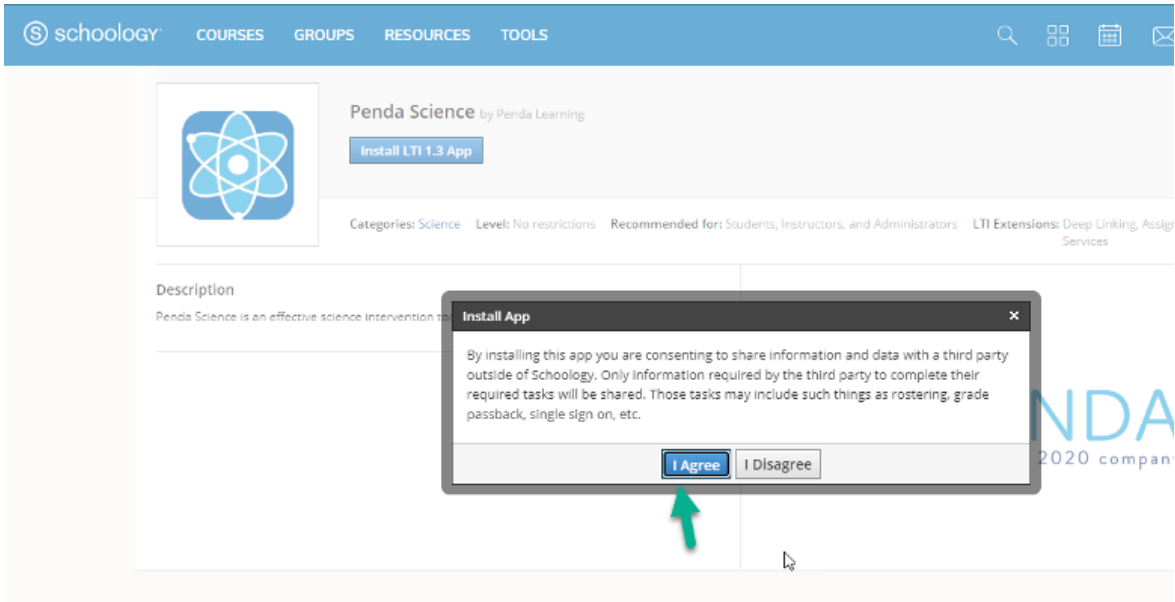 schoology COURSES GROUPS RESOURCES TOOLS
Penda Science by Penda Learning
Install LTI 1.3 App
Categories: Science Level: No restrictions Recommended for: Students, Instructors, and Administrators LTI Extensions: Deep Linking,
Services
Description
Penda Science is an effective science intervention
Install App
×
By installing this app you are consenting to share information and data with a third party
outside of Schoology. Only information required by the third party to complete their
required tasks will be shared. Those tasks may include such things as rostering, grade
passback, single sign on, etc.
I Agree I Disagree
NDA
2020 compan